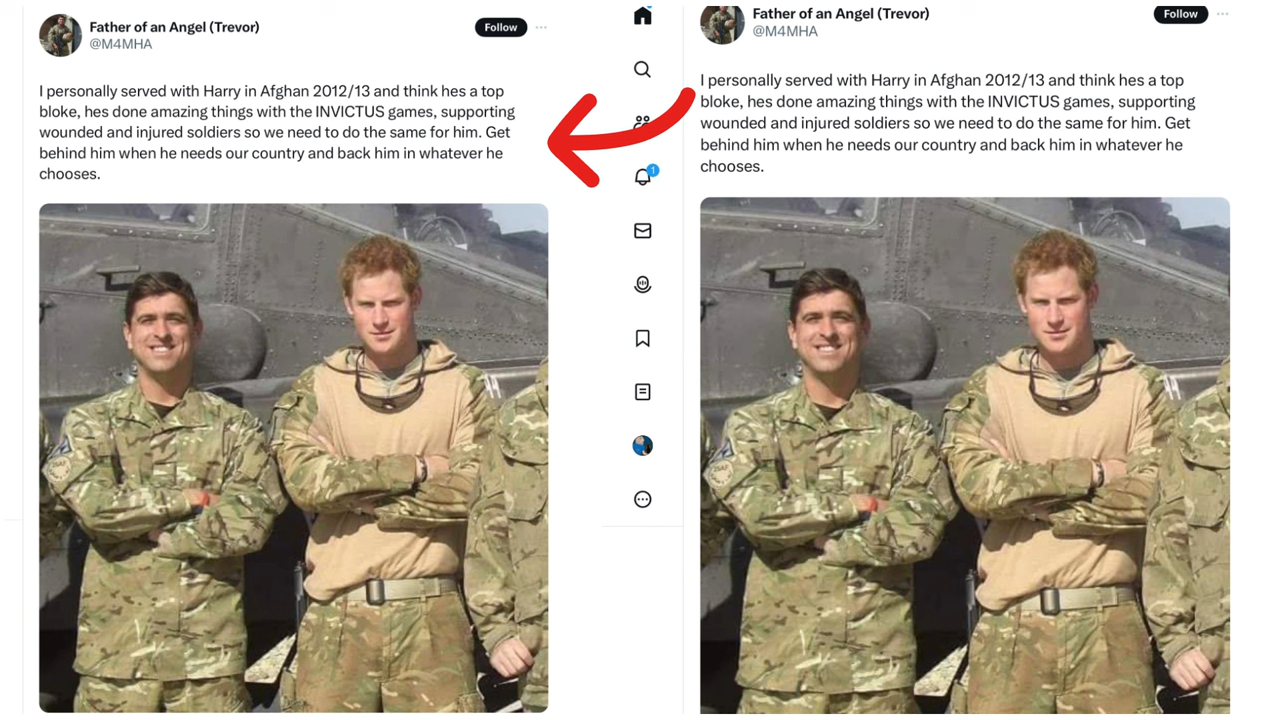 Father of an Angel (Trevor)
Follow
@M4MHA
I personally served with Harry in Afghan 2012/13 and think hes a top
bloke, hes done amazing things with the INVICTUS games, supporting
wounded and injured soldiers so we need to do the same for him. Get
behind him when he needs our country and back him in whatever he
chooses.
ISAF
1
Father of an Angel (Trevor)
Follow
@M4MHA
I personally served with Harry in Afghan 2012/13 and think hes a top
bloke, hes done amazing things with the INVICTUS games, supporting
wounded and injured soldiers so we need to do the same for him. Get
behind him when he needs our country and back him in whatever he
chooses.
ISAF